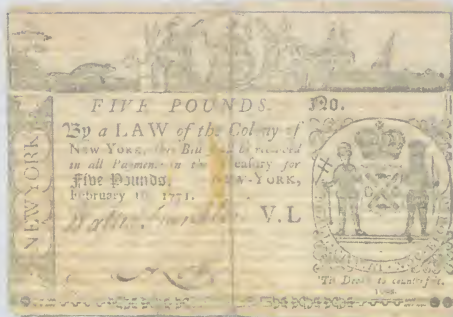 FIVE POUNDS. No.
By a LAW of the Colony of
NEW YORK, this Bill shall be received
in all Payments in the Treasury for
Five Pounds. NEW-YORK,
February 16, 1771.
V.L
NEW YORK
'Tis Death to counterfeit.